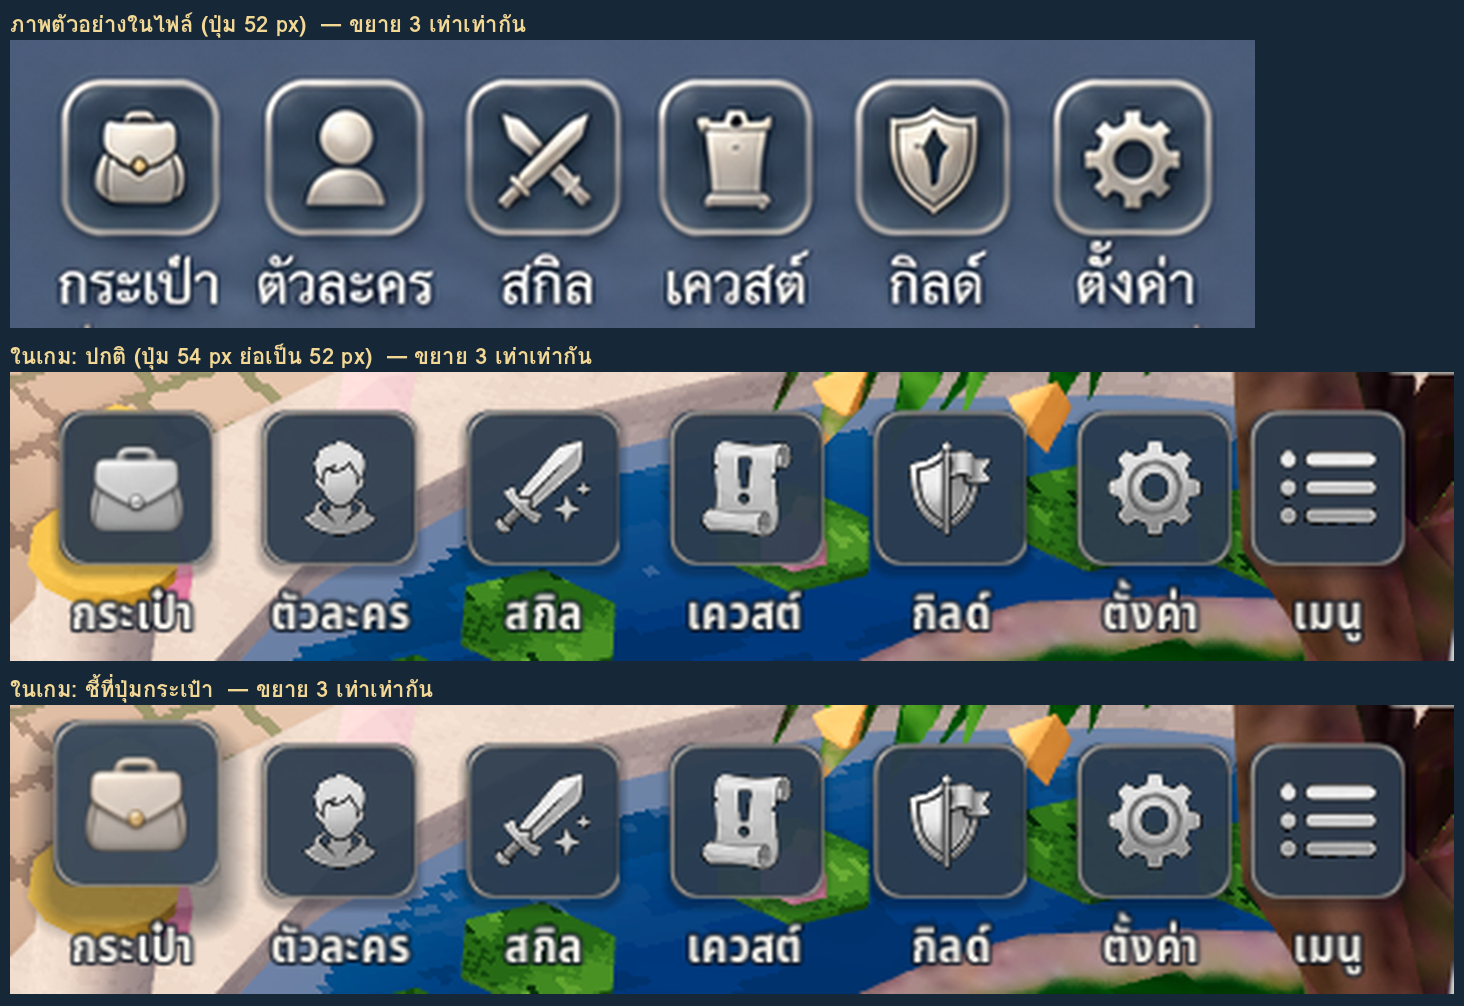 ภาพตัวอย่างในไฟล์ (ปุ่ม 52 px) — ขยาย 3 เท่าเท่ากัน
กระเป๋า ตัวละคร สกิล เควสต์ กิลด์ ตั้งค่า
ในเกม: ปกติ (ปุ่ม 54 px ย่อเป็น 52 px) — ขยาย 3 เท่าเท่ากัน
กระเป๋า ตัวละคร สกิล เควสต์ กิลด์ ตั้งค่า เมนู
ในเกม: ชี้ที่ปุ่มกระเป๋า — ขยาย 3 เท่าเท่ากัน
กระเป๋า ตัวละคร สกิล เควสต์ กิลด์ ตั้งค่า เมนู